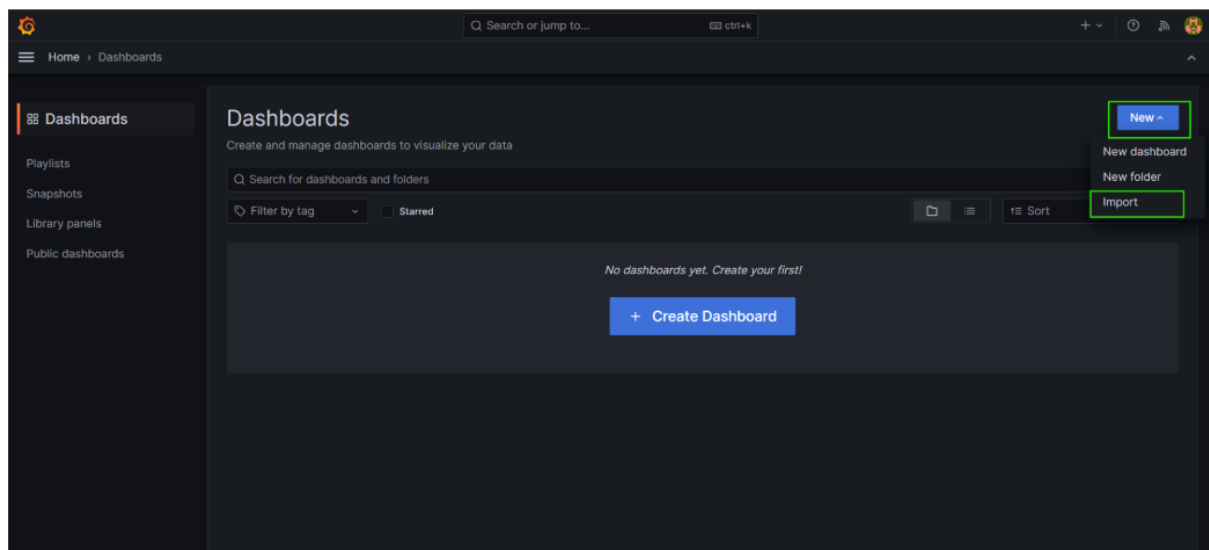 Search or jump to... ctrl+k
Home › Dashboards
Dashboards
Playlists
Snapshots
Library panels
Public dashboards
Dashboards
New
Create and manage dashboards to visualize your data
New dashboard
New folder
Import
Search for dashboards and folders
Filter by tag
Starred
Sort
No dashboards yet. Create your first!
+ Create Dashboard